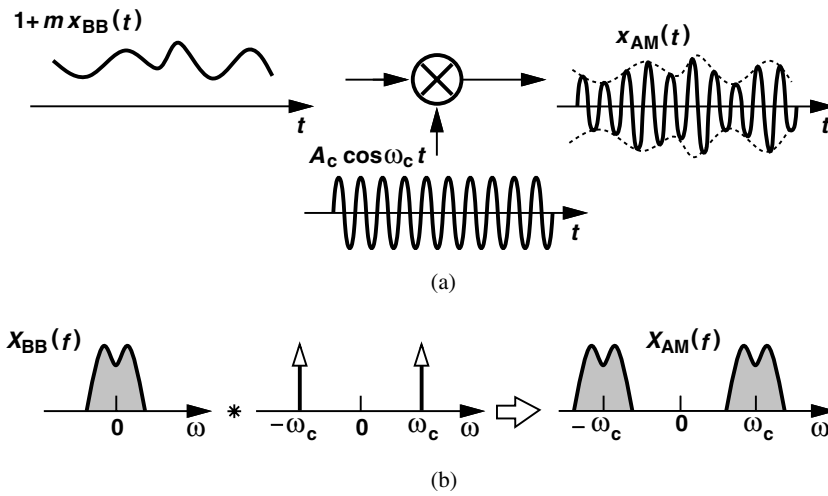 1+ m x_BB(t)
x_AM(t)
t
t
A_c cos ω_c t
t
(a)
X_BB(f)
X_AM(f)
*
0
ω
−ω_c
0
ω_c
ω
−ω_c
0
ω_c
ω
(b)